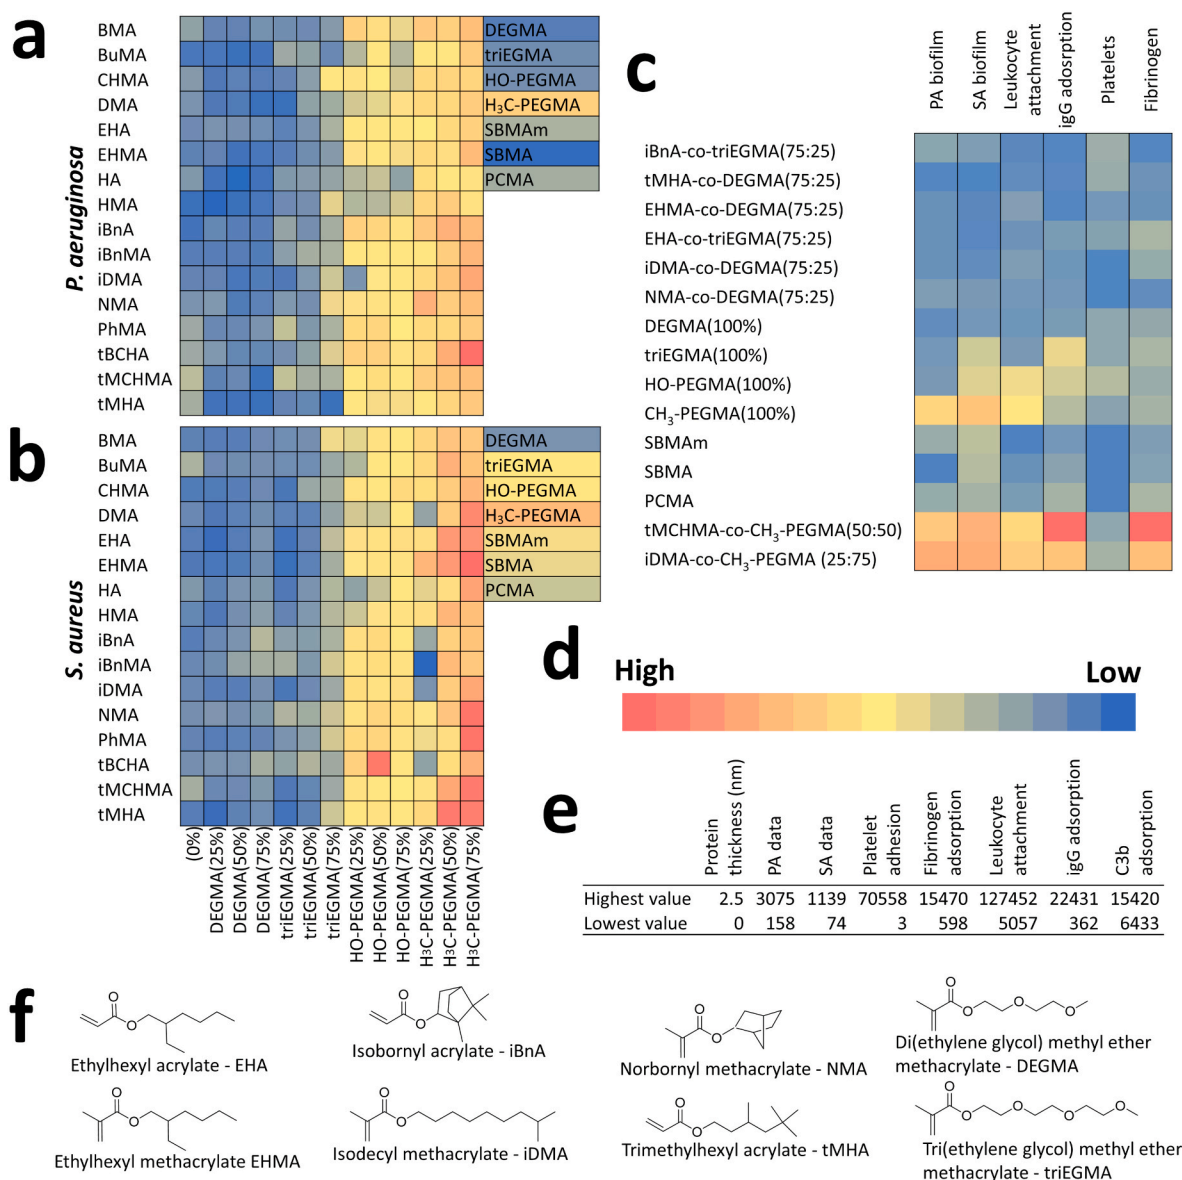 a
P. aeruginosa
BMA
BuMA
CHMA
DMA
EHA
EHMA
HA
HMA
iBnA
iBnMA
iDMA
NMA
PhMA
tBCHA
tMCHMA
tMHA
DEGMA
triEGMA
HO-PEGMA
H₃C-PEGMA
SBMAm
SBMA
PCMA
b
S. aureus
BMA
BuMA
CHMA
DMA
EHA
EHMA
HA
HMA
iBnA
iBnMA
iDMA
NMA
PhMA
tBCHA
tMCHMA
tMHA
DEGMA
triEGMA
HO-PEGMA
H₃C-PEGMA
SBMAm
SBMA
PCMA
(0%)
DEGMA(25%)
DEGMA(50%)
DEGMA(75%)
triEGMA(25%)
triEGMA(50%)
triEGMA(75%)
HO-PEGMA(25%)
HO-PEGMA(50%)
HO-PEGMA(75%)
H3C-PEGMA(25%)
H3C-PEGMA(50%)
H3C-PEGMA(75%)
c
PA biofilm
SA biofilm
Leukocyte
attachment
igG adosrption
Platelets
Fibrinogen
iBnA-co-triEGMA(75:25)
tMHA-co-DEGMA(75:25)
EHMA-co-DEGMA(75:25)
EHA-co-triEGMA(75:25)
iDMA-co-DEGMA(75:25)
NMA-co-DEGMA(75:25)
DEGMA(100%)
triEGMA(100%)
HO-PEGMA(100%)
CH₃-PEGMA(100%)
SBMAm
SBMA
PCMA
tMCHMA-co-CH₃-PEGMA(50:50)
iDMA-co-CH₃-PEGMA (25:75)
d
High Low
e
Protein
thickness (nm)
PA data
SA data
Platelet
adhesion
Fibrinogen
adsorption
Leukocyte
attachment
igG adsorption
C3b
adsorption
Highest value 2.5 3075 1139 70558 15470 127452 22431 15420
Lowest value 0 158 74 3 598 5057 362 6433
f
O
O
Ethylhexyl acrylate - EHA
O
O
Isobornyl acrylate - iBnA
O
O
Norbornyl methacrylate - NMA
O
O
O
O
Di(ethylene glycol) methyl ether
methacrylate - DEGMA
O
O
Ethylhexyl methacrylate EHMA
O
O
Isodecyl methacrylate - iDMA
O
O
Trimethylhexyl acrylate - tMHA
O
O
O
O
O
Tri(ethylene glycol) methyl ether
methacrylate - triEGMA